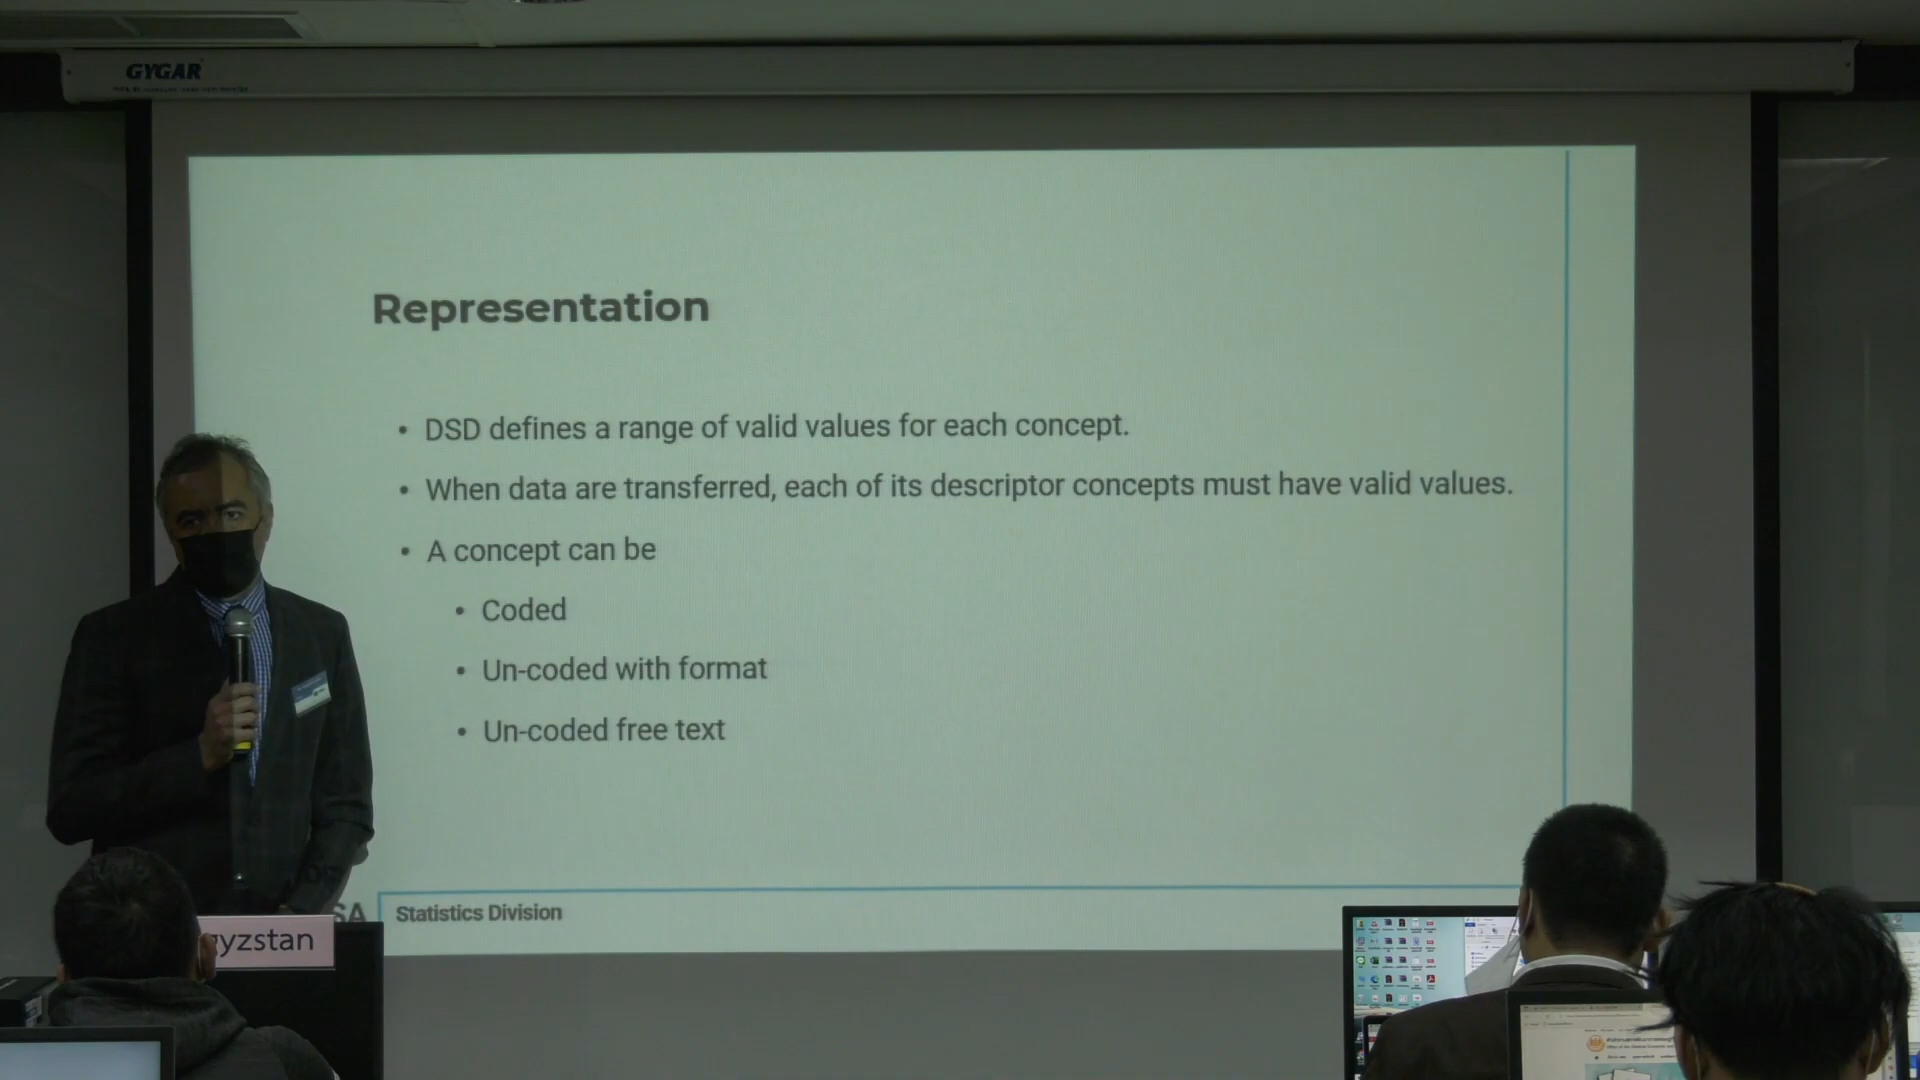 GYGAR
Representation
• DSD defines a range of valid values for each concept.
• When data are transferred, each of its descriptor concepts must have valid values.
• A concept can be
• Coded
• Un-coded with format
• Un-coded free text
SA
Statistics Division
gyzstan